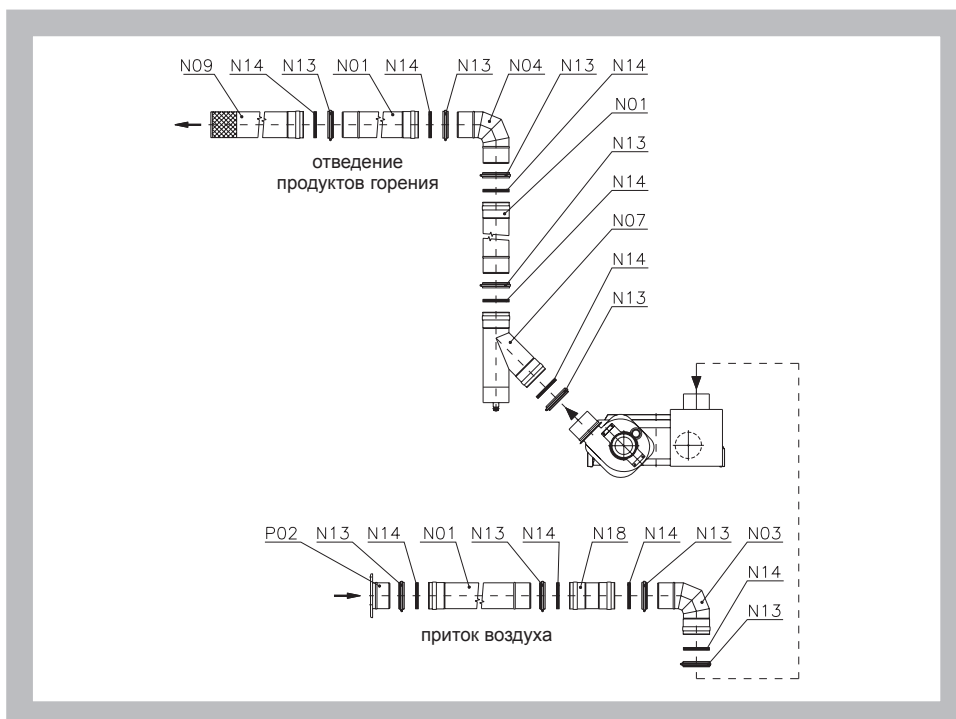 N09 N14 N13 N01 N14 N13 N04 N13 N14
N01
N13
отведение
продуктов горения
N14
N07
N14
N13
P02 N13 N14 N01 N13 N14 N18 N14 N13 N03
N14
N13
приток воздуха